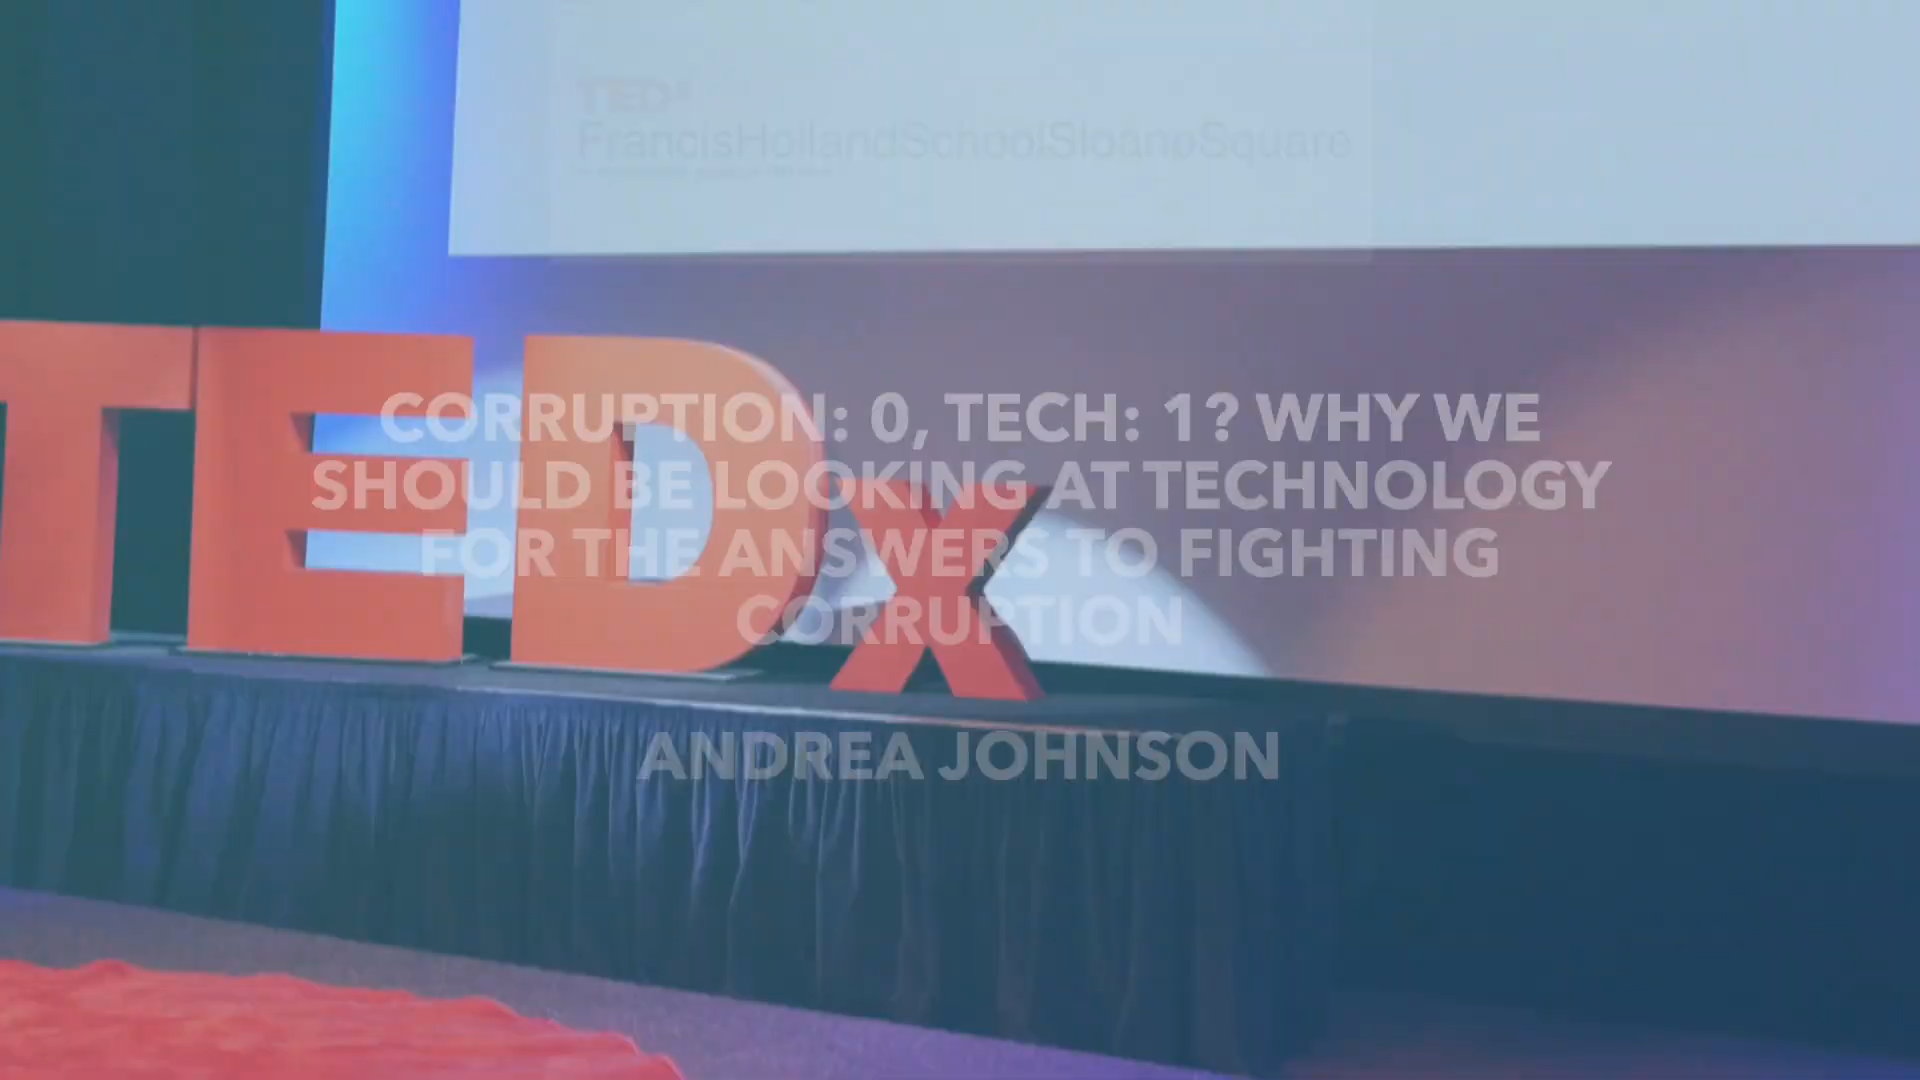 TEDx
FrancisHollandSchoolSloaneSquare
TEDx
CORRUPTION: 0, TECH: 1? WHY WE
SHOULD BE LOOKING AT TECHNOLOGY
FOR THE ANSWERS TO FIGHTING
CORRUPTION
ANDREA JOHNSON